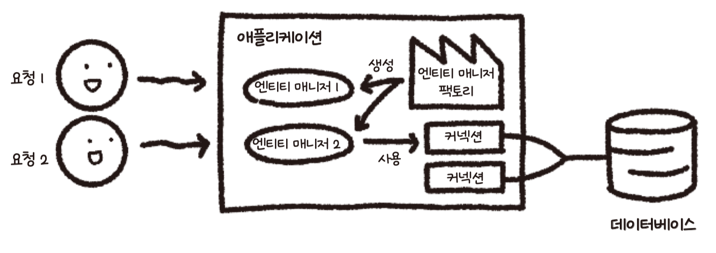 애플리케이션
요청 1
엔티티 매니저 1
생성
엔티티 매니저
팩토리
요청 2
엔티티 매니저 2
사용
커넥션
커넥션
데이터베이스